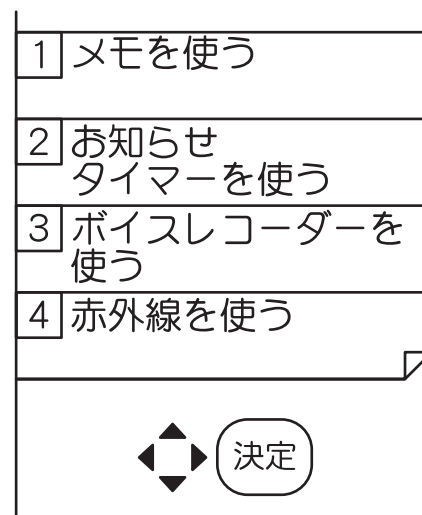 1 メモを使う
2 お知らせ
タイマーを使う
3 ボイスレコーダーを
使う
4 赤外線を使う
決定